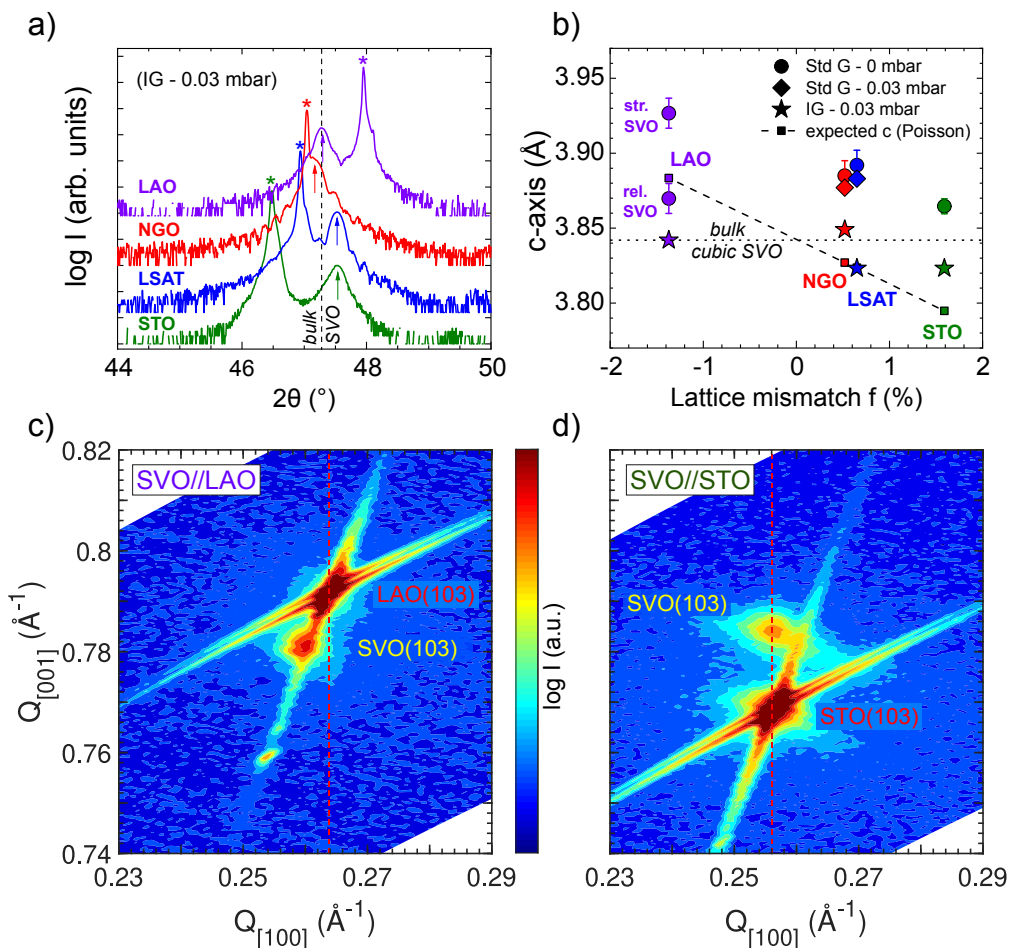 a)
(IG - 0.03 mbar)
* * * *
LAO
NGO
LSAT
STO
bulk
SVO
log I (arb. units)
44 46 48 50
2θ (°)
b)
Std G - 0 mbar
Std G - 0.03 mbar
IG - 0.03 mbar
expected c (Poisson)
str.
SVO
LAO
rel.
SVO
bulk
cubic SVO
NGO
LSAT
STO
c-axis (Å)
3.95
3.90
3.85
3.80
-2 -1 0 1 2
Lattice mismatch f (%)
c)
SVO//LAO
LAO(103)
SVO(103)
Q[001] (Å-1)
0.82
0.8
0.78
0.76
0.74
0.23 0.25 0.27 0.29
Q[100] (Å-1)
log I (a.u.)
d)
SVO//STO
SVO(103)
STO(103)
0.23 0.25 0.27 0.29
Q[100] (Å-1)